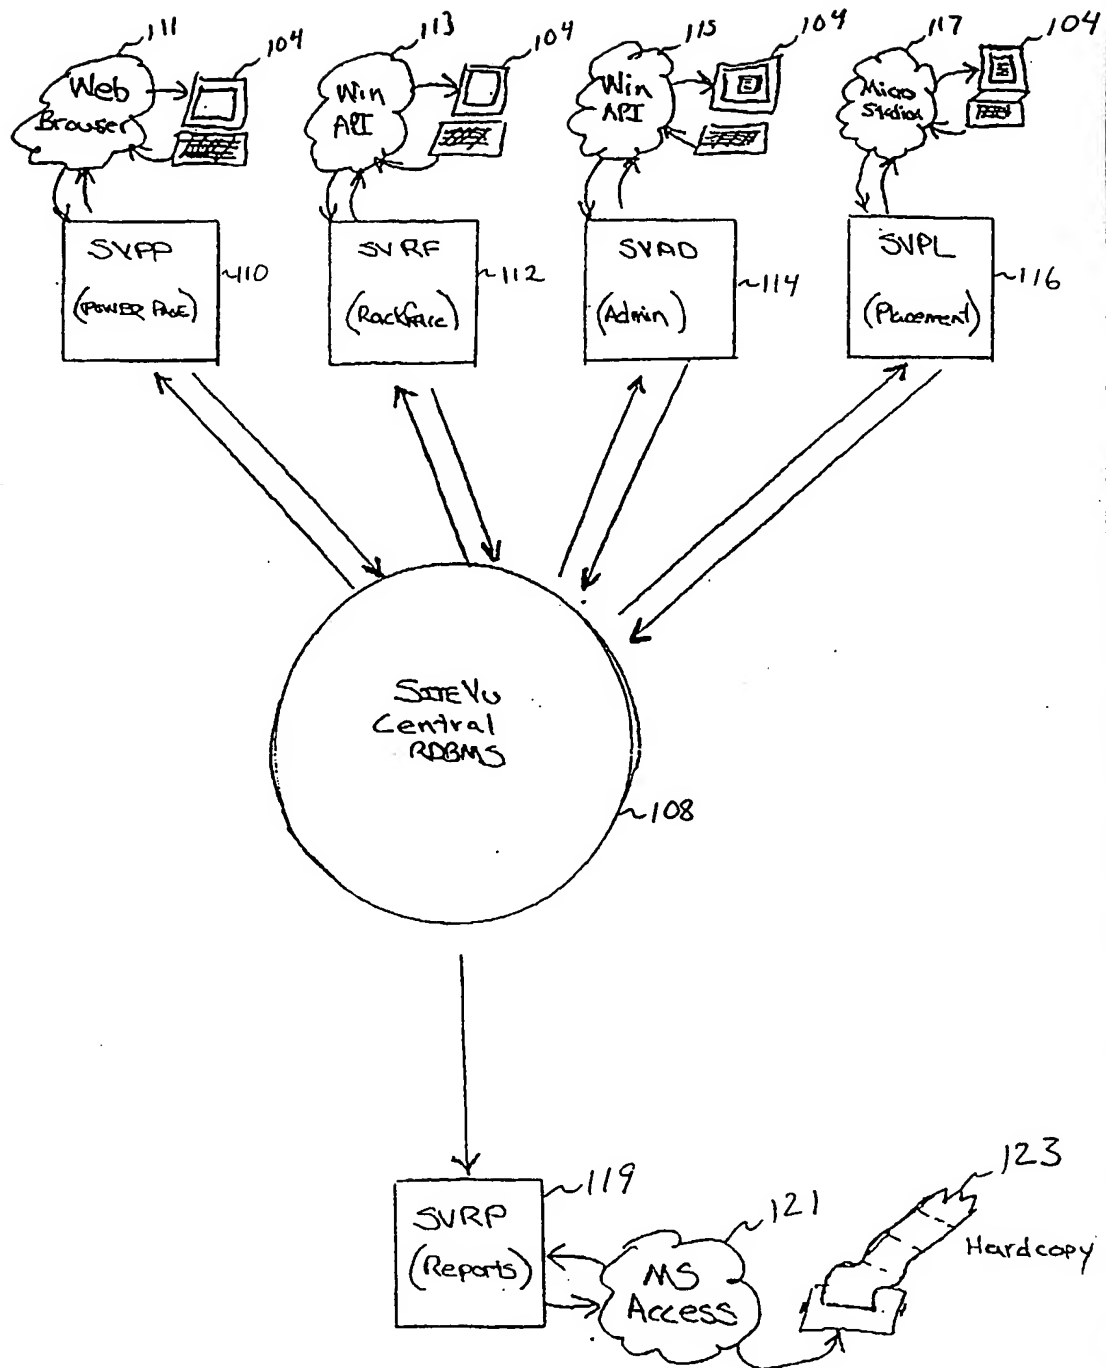 111
104
113
104
115
104
117
104
Web
Browser
Win
API
Win
API
Micro
Station
SVPP
(POWER PAGE)
110
SVRF
(Rackface)
112
SVAD
(Admin)
114
SVPL
(Placement)
116
SITEVU
Central
RDBMS
108
SVRP
(Reports)
119
MS
Access
121
123
Hardcopy